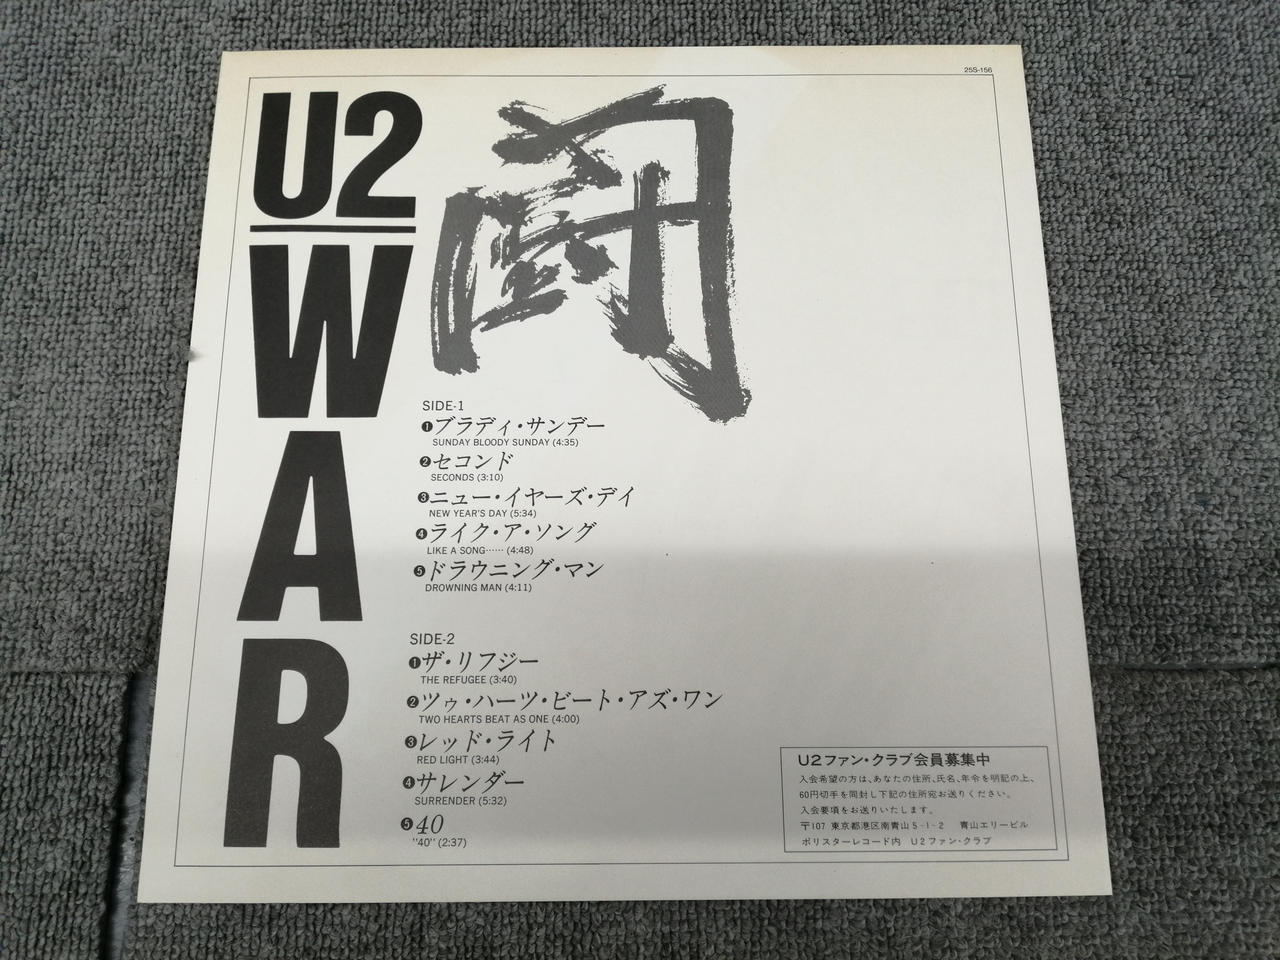 25S-156
U2
WAR
闘
SIDE-1
❶ブラディ・サンデー
SUNDAY BLOODY SUNDAY (4:35)
❷セコンド
SECONDS (3:10)
❸ニュー・イヤーズ・デイ
NEW YEAR'S DAY (5:34)
❹ライク・ア・ソング
LIKE A SONG…… (4:48)
❺ドラウニング・マン
DROWNING MAN (4:11)
SIDE-2
❶ザ・リフジー
THE REFUGEE (3:40)
❷ツゥ・ハーツ・ビート・アズ・ワン
TWO HEARTS BEAT AS ONE (4:00)
❸レッド・ライト
RED LIGHT (3:44)
❹サレンダー
SURRENDER (5:32)
❺40
"40" (2:37)
U2ファン・クラブ会員募集中
入会希望の方は、あなたの住所、氏名、年令を明記の上、
60円切手を同封し下記の住所宛お送りください。
入会要項をお送りいたします。
〒107 東京都港区南青山5-1-2 青山エリービル
ポリスターレコード内 U2ファン・クラブ